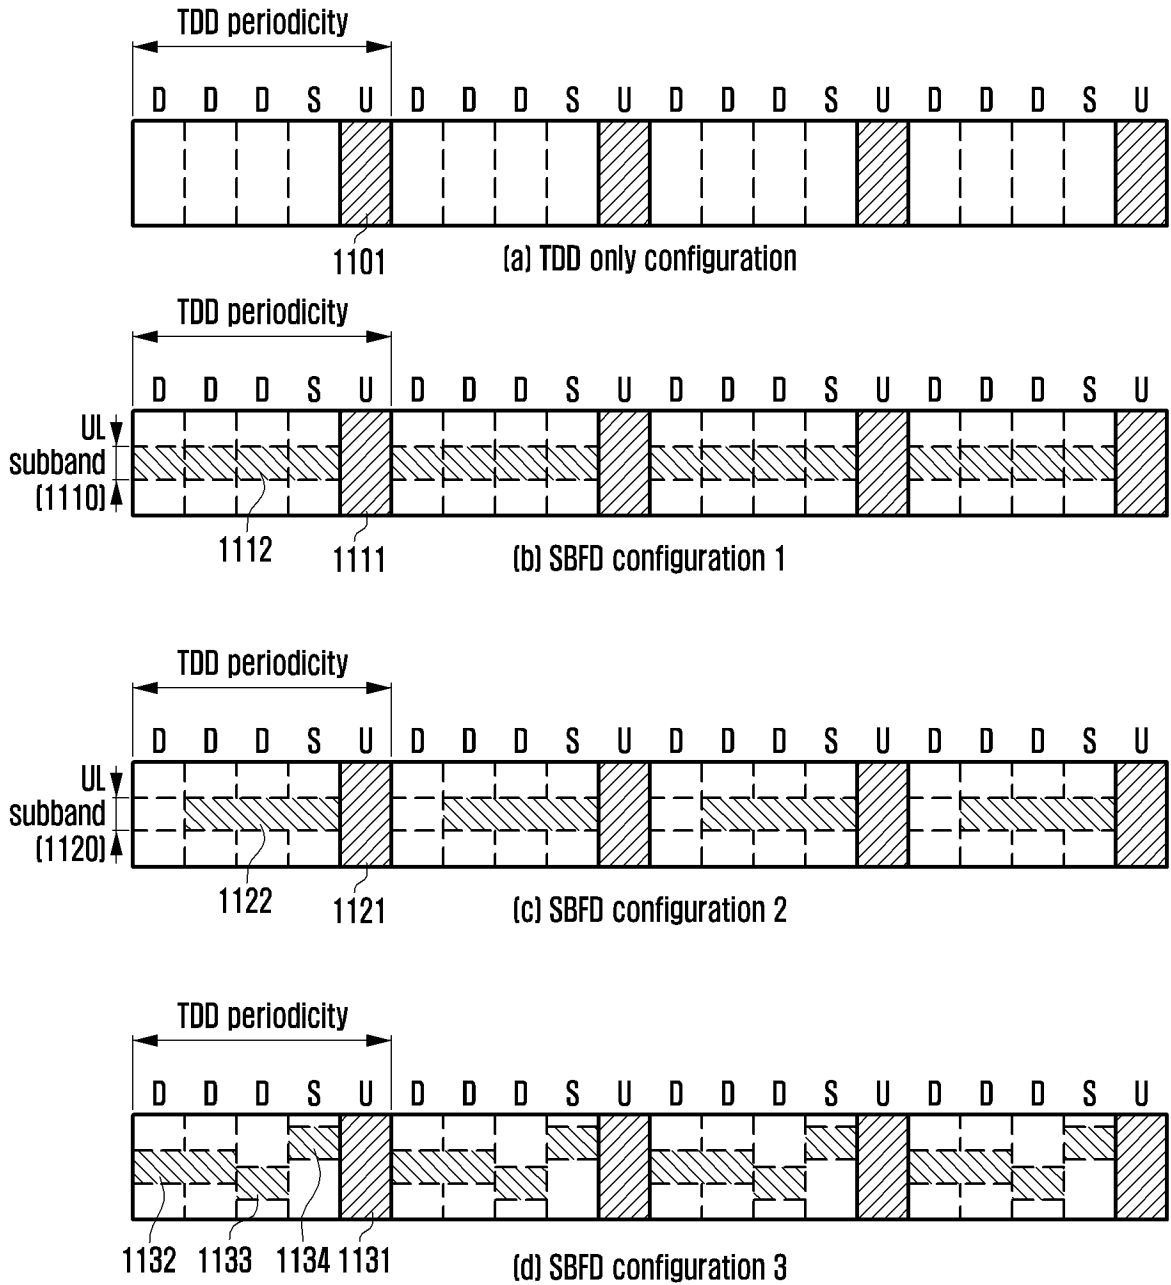 TDD periodicity
D D D S U D D D S U D D D S U D D D S U
1101
(a) TDD only configuration
TDD periodicity
D D D S U D D D S U D D D S U D D D S U
UL
subband
(1110)
1112
1111
(b) SBFD configuration 1
TDD periodicity
D D D S U D D D S U D D D S U D D D S U
UL
subband
(1120)
1122
1121
(c) SBFD configuration 2
TDD periodicity
D D D S U D D D S U D D D S U D D D S U
1132 1133 1134 1131
(d) SBFD configuration 3